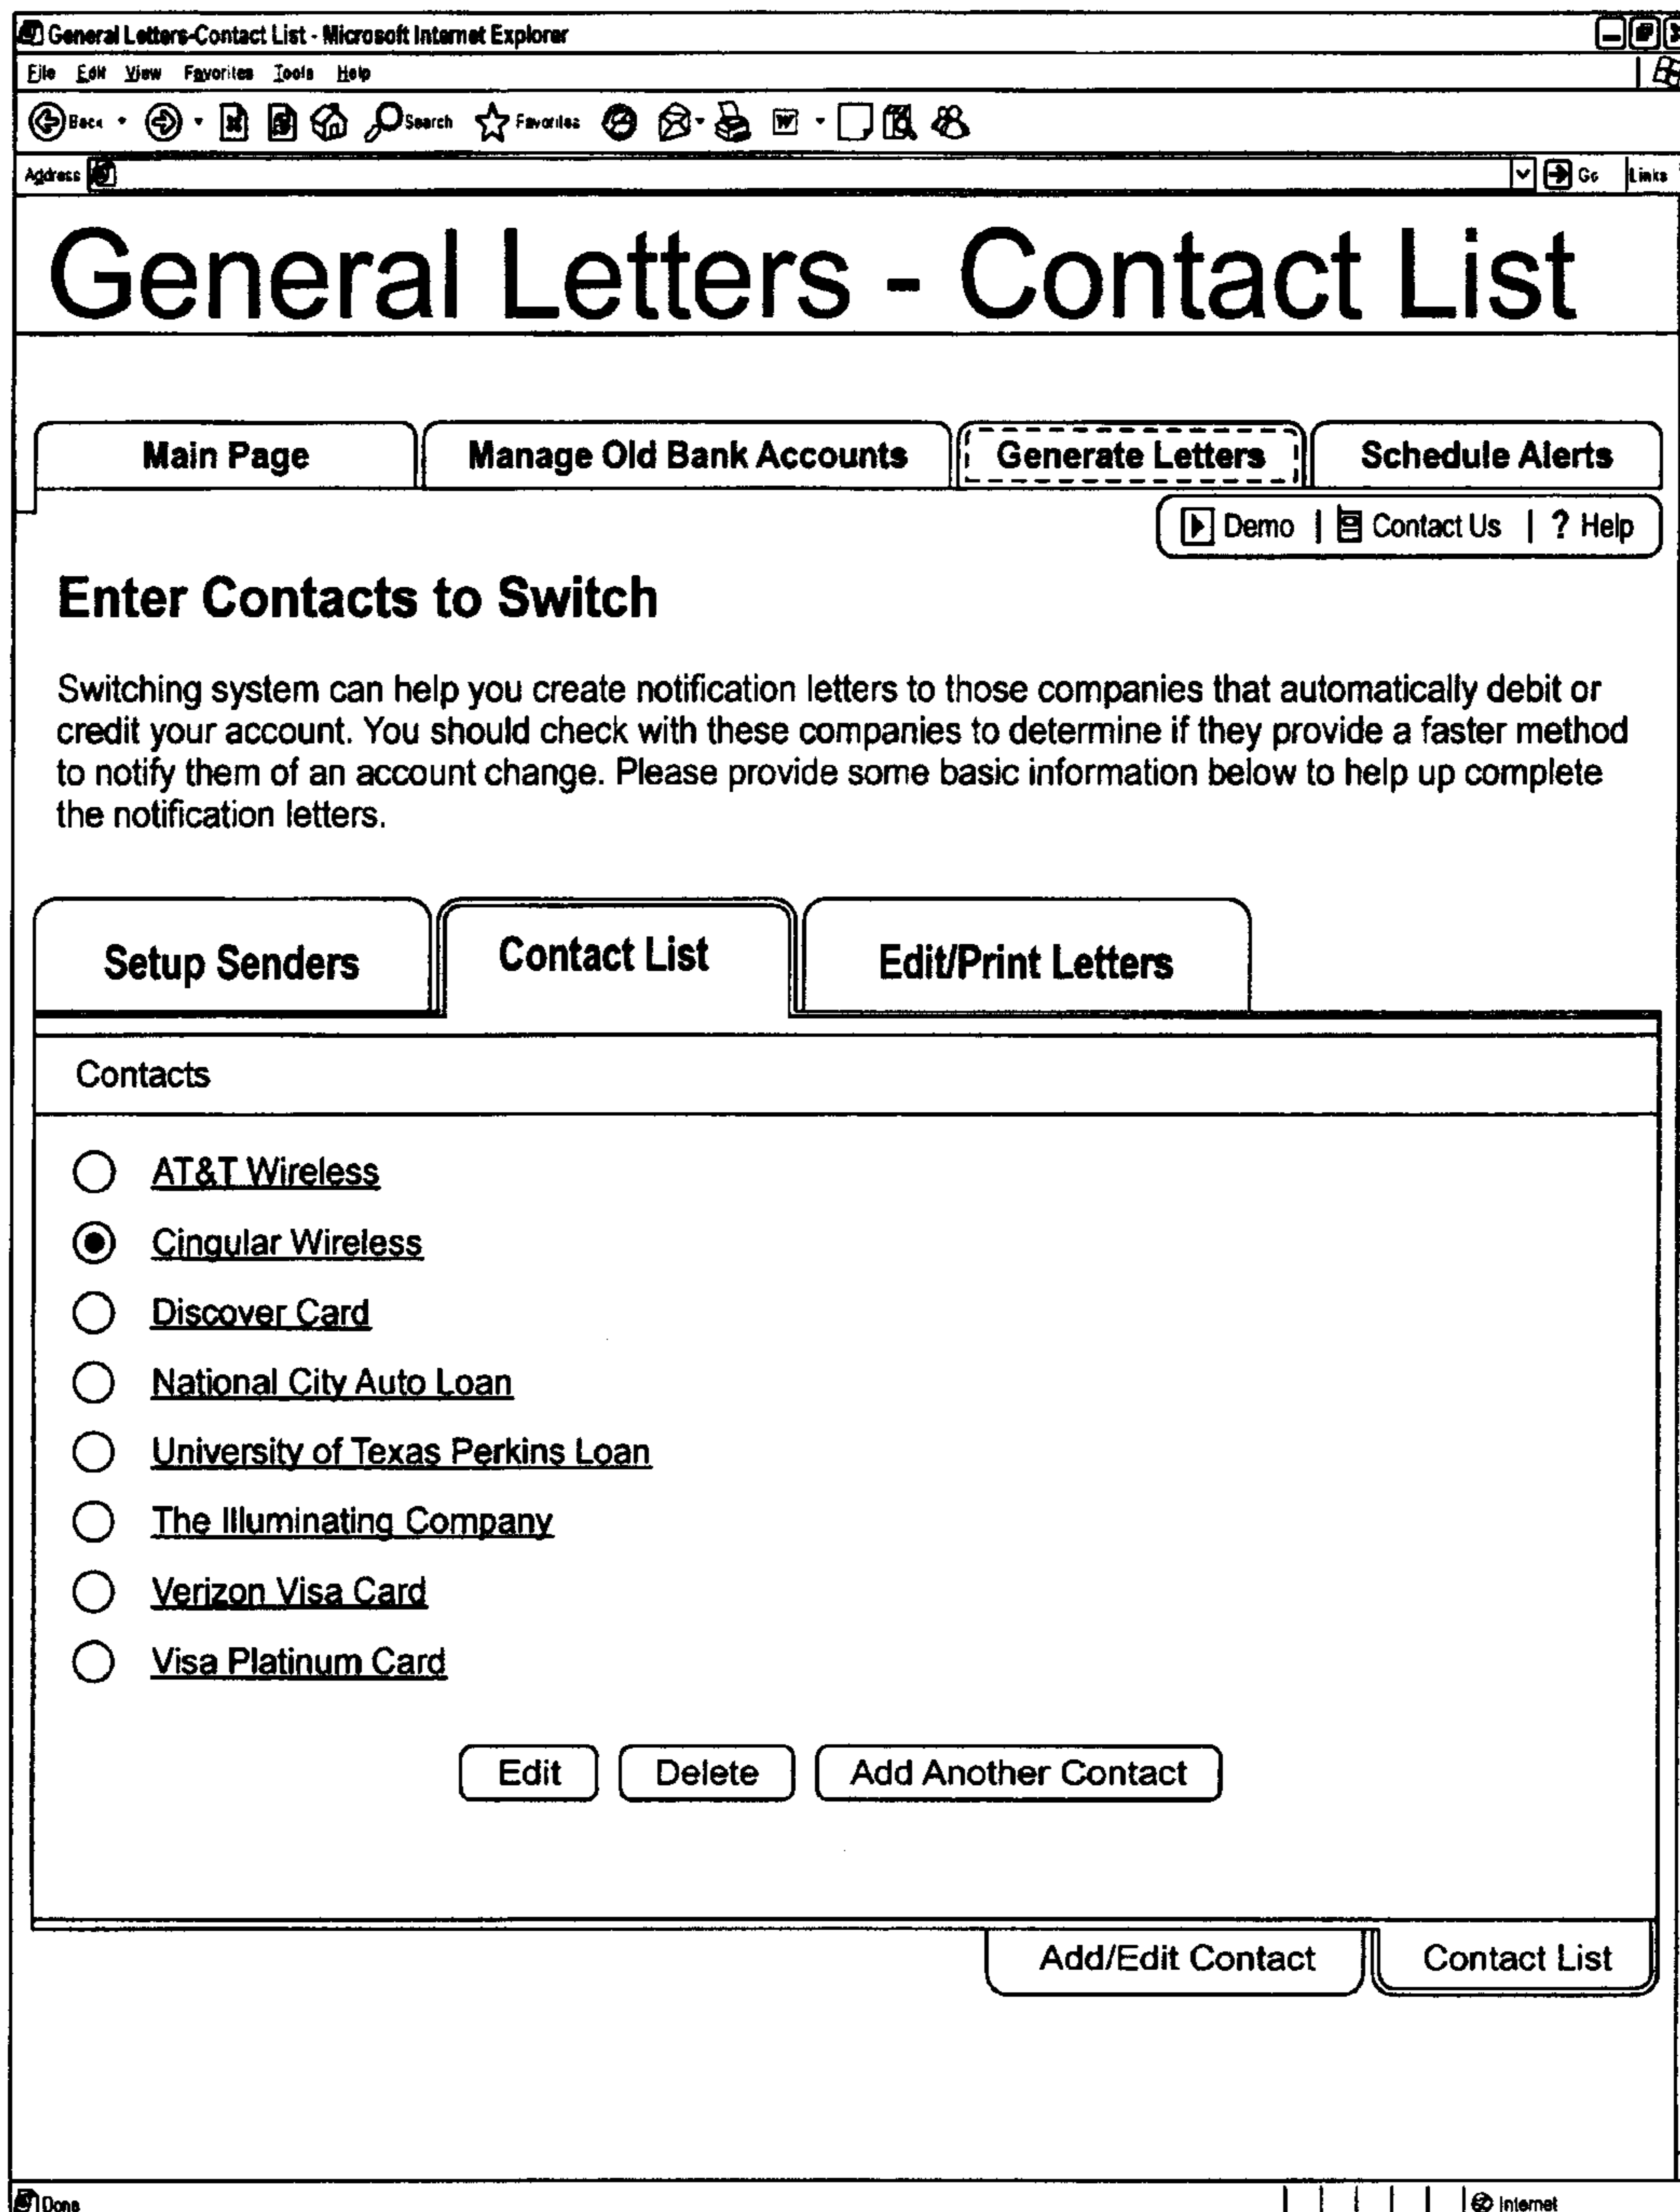 General Letters-Contact List - Microsoft Internet Explorer
File Edit View Favorites Tools Help
Back Search Favorites W
Address Go Links
General Letters - Contact List
Main Page Manage Old Bank Accounts Generate Letters Schedule Alerts
Demo | Contact Us | ? Help
Enter Contacts to Switch
Switching system can help you create notification letters to those companies that automatically debit or
credit your account. You should check with these companies to determine if they provide a faster method
to notify them of an account change. Please provide some basic information below to help up complete
the notification letters.
Setup Senders Contact List Edit/Print Letters
Contacts
AT&T Wireless
Cingular Wireless
Discover Card
National City Auto Loan
University of Texas Perkins Loan
The Illuminating Company
Verizon Visa Card
Visa Platinum Card
Edit Delete Add Another Contact
Add/Edit Contact Contact List
Done Internet